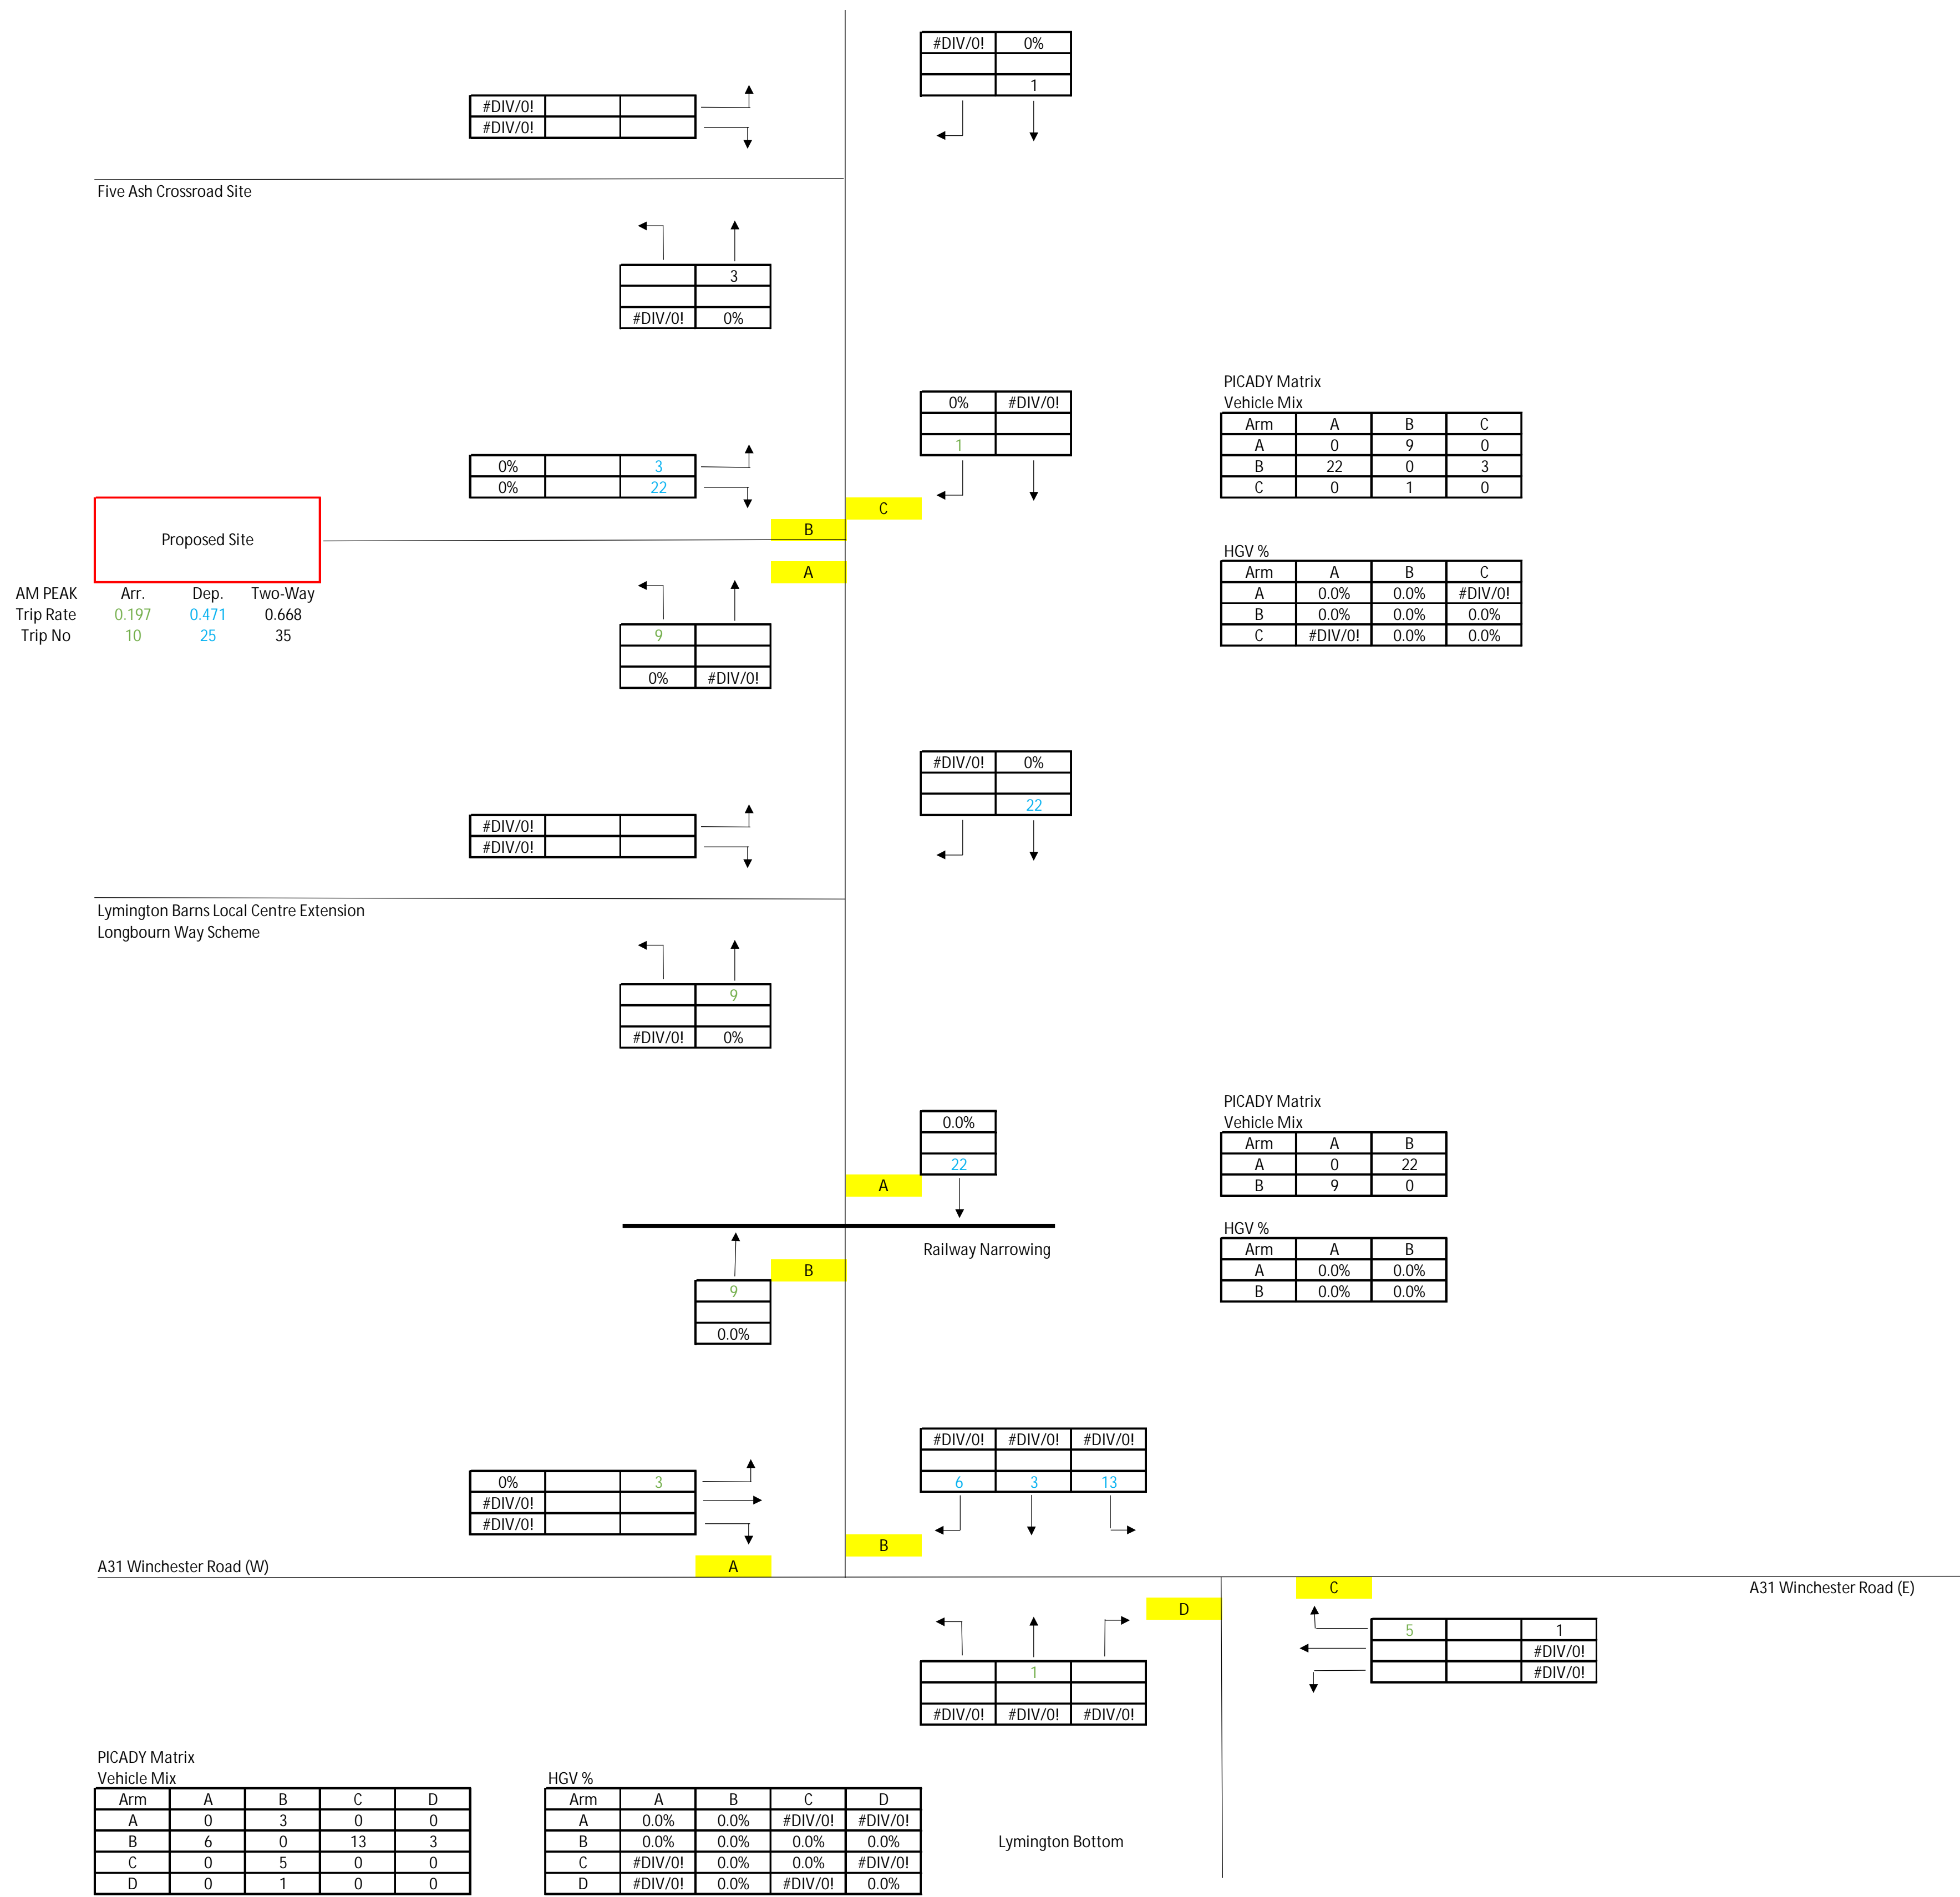 #DIV/0! 0%
1
#DIV/0!
#DIV/0!
Five Ash Crossroad Site
3
#DIV/0! 0%
PICADY Matrix
Vehicle Mix
Arm A B C
A 0 9 0
B 22 0 3
C 0 1 0
0% #DIV/0!
1
0% 3
0% 22
C
B
Proposed Site
A
HGV %
Arm A B C
A 0.0% 0.0% #DIV/0!
B 0.0% 0.0% 0.0%
C #DIV/0! 0.0% 0.0%
AM PEAK Arr. Dep. Two-Way
Trip Rate 0.197 0.471 0.668
Trip No 10 25 35
9
0% #DIV/0!
#DIV/0! 0%
22
#DIV/0!
#DIV/0!
Lymington Barns Local Centre Extension
Longbourn Way Scheme
9
#DIV/0! 0%
0.0%
22
A
PICADY Matrix
Vehicle Mix
Arm A B
A 0 22
B 9 0
Railway Narrowing
HGV %
Arm A B
A 0.0% 0.0%
B 0.0% 0.0%
B
9
0.0%
#DIV/0! #DIV/0! #DIV/0!
6 3 13
0% 3
#DIV/0!
#DIV/0!
B
A31 Winchester Road (W)
A
C
A31 Winchester Road (E)
D
5 1
#DIV/0!
#DIV/0!
1
#DIV/0! #DIV/0! #DIV/0!
PICADY Matrix
Vehicle Mix
Arm A B C D
A 0 3 0 0
B 6 0 13 3
C 0 5 0 0
D 0 1 0 0
HGV %
Arm A B C D
A 0.0% 0.0% #DIV/0! #DIV/0!
B 0.0% 0.0% 0.0% 0.0%
C #DIV/0! 0.0% 0.0% #DIV/0!
D #DIV/0! 0.0% #DIV/0! 0.0%
Lymington Bottom